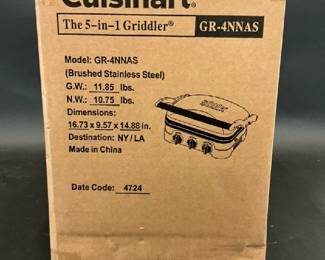 Cuisinart®
The 5-in-1 Griddler® GR-4NNAS
Model: GR-4NNAS
(Brushed Stainless Steel)
G.W.: 11.85 lbs.
N.W.: 10.75 lbs.
Dimensions:
16.73 x 9.57 x 14.88 in.
Destination: NY/LA
Made in China
Date Code: 4724